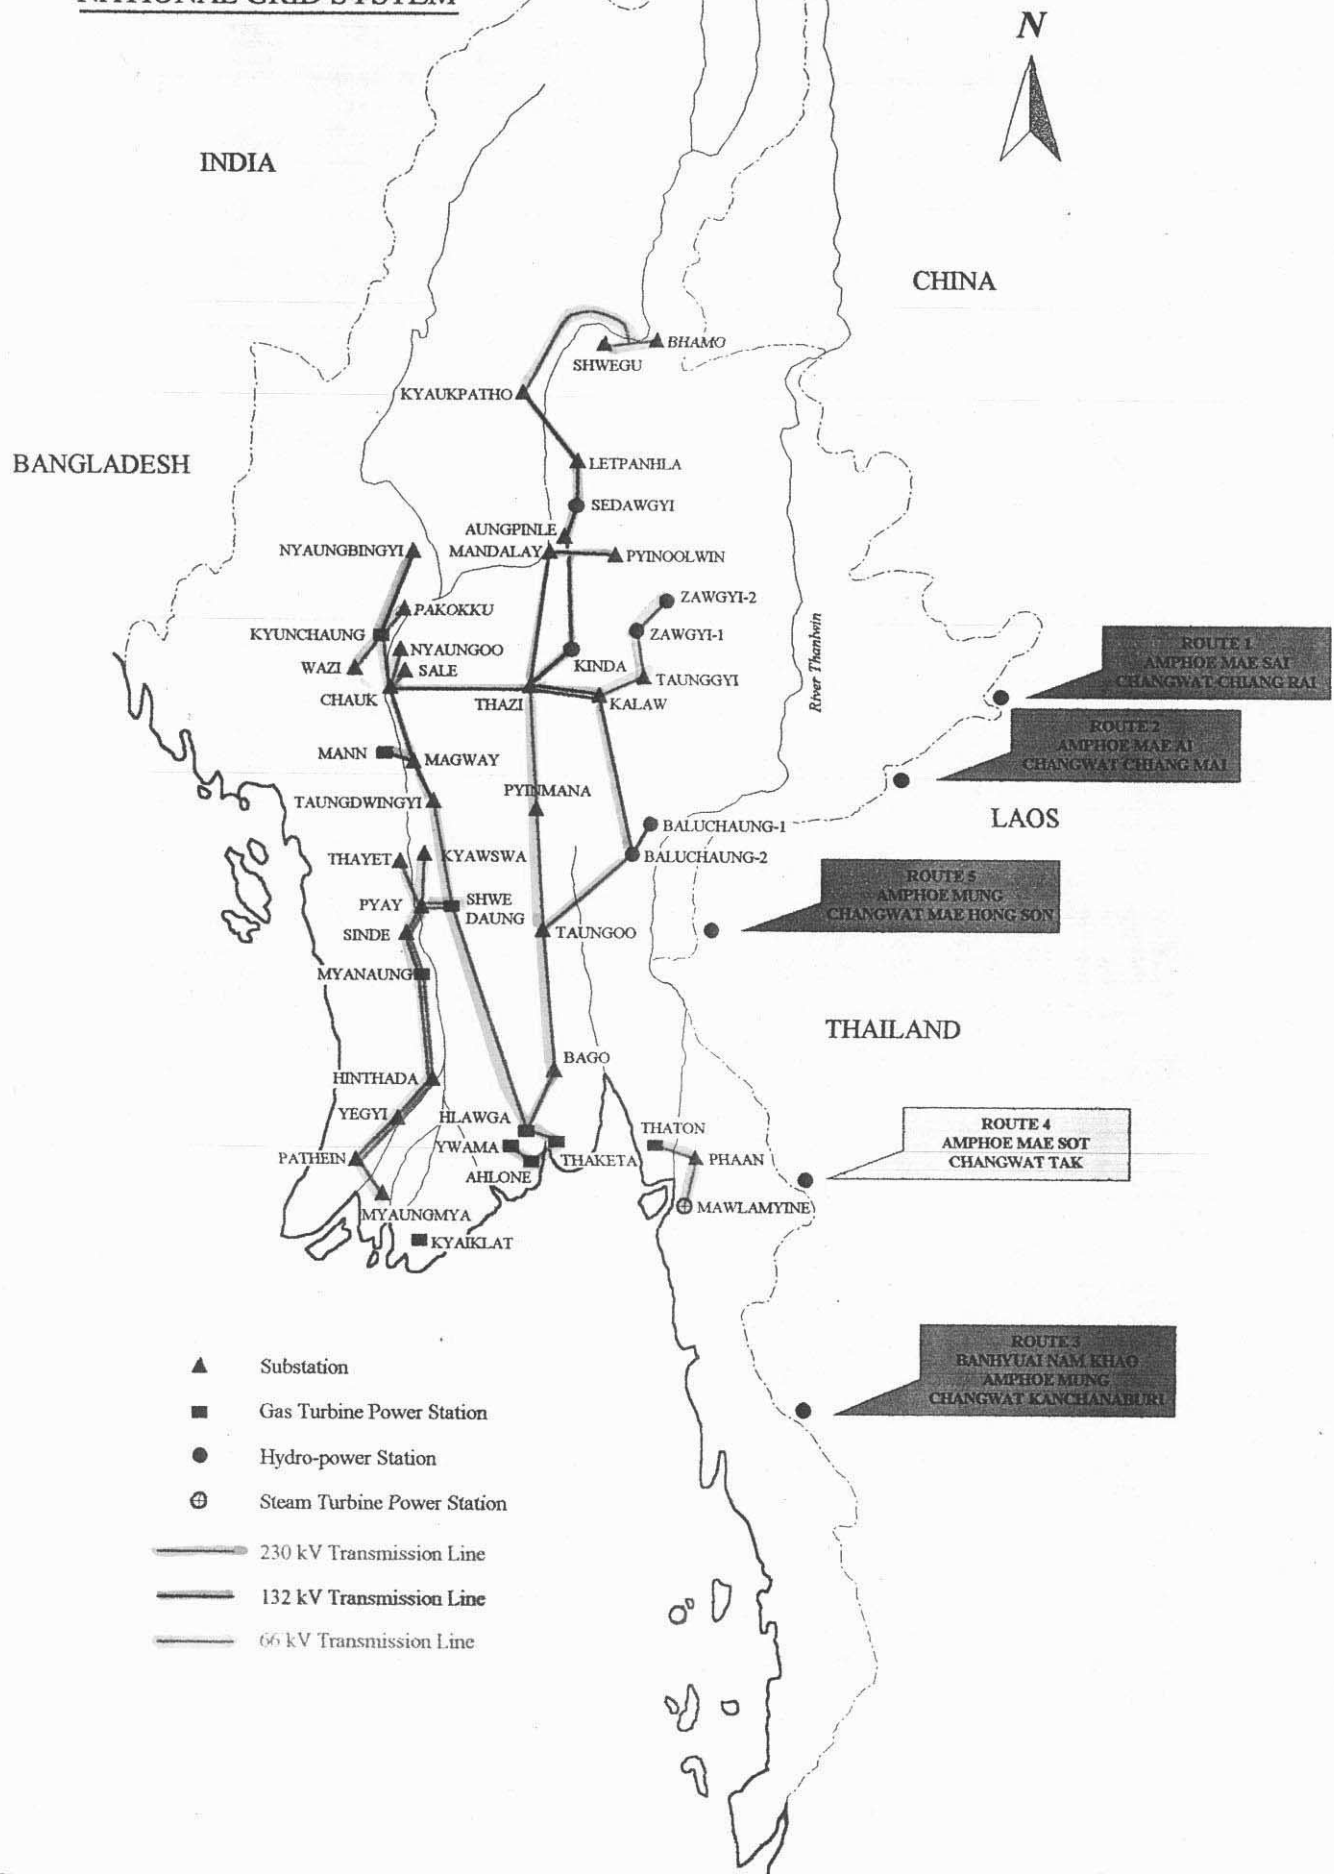 NATIONAL GRID SYSTEM
N
INDIA
CHINA
BHAMO
SHWEGU
KYAUKPATHO
BANGLADESH
LETPANHLA
SEDAWGYI
AUNGPINLE
NYAUNGBINGYI
MANDALAY
PYINOOLWIN
ZAWGYI-2
PAKOKKU
KYUNCHAUNG
ZAWGYI-1
NYAUNGOO
WAZI
SALE
KINDA
TAUNGGYI
CHAUK
THAZI
KALAW
River Thanlwin
ROUTE 1
AMPHOE MAE SAI
CHANGWAT CHIANG RAI
ROUTE 2
AMPHOE MAE AI
CHANGWAT CHIANG MAI
MANN
MAGWAY
PYINMANA
TAUNGDWINGYI
LAOS
BALUCHAUNG-1
THAYET
KYAWSWA
BALUCHAUNG-2
ROUTE 5
AMPHOE MUNG
CHANGWAT MAE HONG SON
PYAY
SHWE
DAUNG
SINDE
TAUNGOO
MYANAUNG
THAILAND
BAGO
HINTHADA
YEGYI
HLAWGA
THATON
ROUTE 4
AMPHOE MAE SOT
CHANGWAT TAK
YWAMA
PATHEIN
THAKETA
PHAAN
AHLONE
MYAUNGMYA
MAWLAMYINE
KYAIKLAT
ROUTE 3
BANHYUAI NAM KHAO
AMPHOE MUNG
CHANGWAT KANCHANABURI
Substation
Gas Turbine Power Station
Hydro-power Station
Steam Turbine Power Station
230 kV Transmission Line
132 kV Transmission Line
66 kV Transmission Line